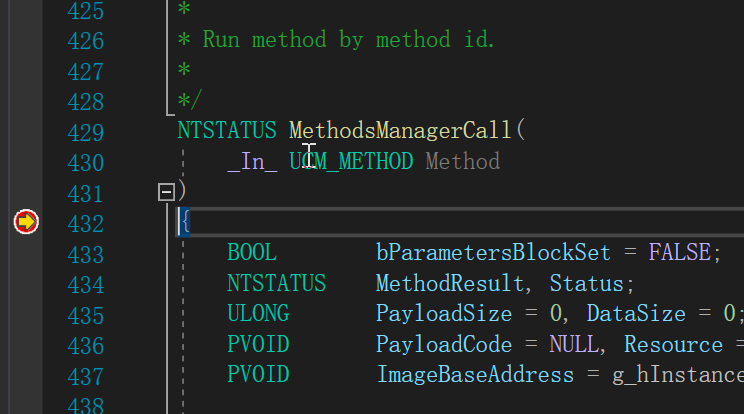 425 *
426 * Run method by method id.
427 *
428 */
429 NTSTATUS MethodsManagerCall(
430 _In_ UCM_METHOD Method
431 )
432 {
433 BOOL bParametersBlockSet = FALSE;
434 NTSTATUS MethodResult, Status;
435 ULONG PayloadSize = 0, DataSize = 0;
436 PVOID PayloadCode = NULL, Resource =
437 PVOID ImageBaseAddress = g_hInstance
438